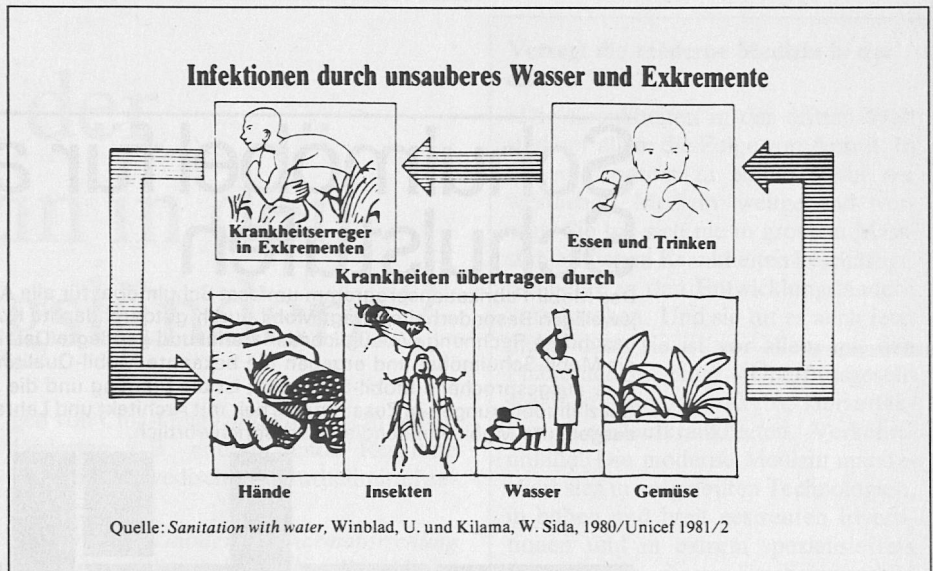 Infektionen durch unsauberes Wasser und Exkremente
Krankheitserreger
in Exkrementen
Essen und Trinken
Krankheiten übertragen durch
Hände
Insekten
Wasser
Gemüse
Quelle: Sanitation with water, Winblad, U. und Kilama, W. Sida, 1980/Unicef 1981/2